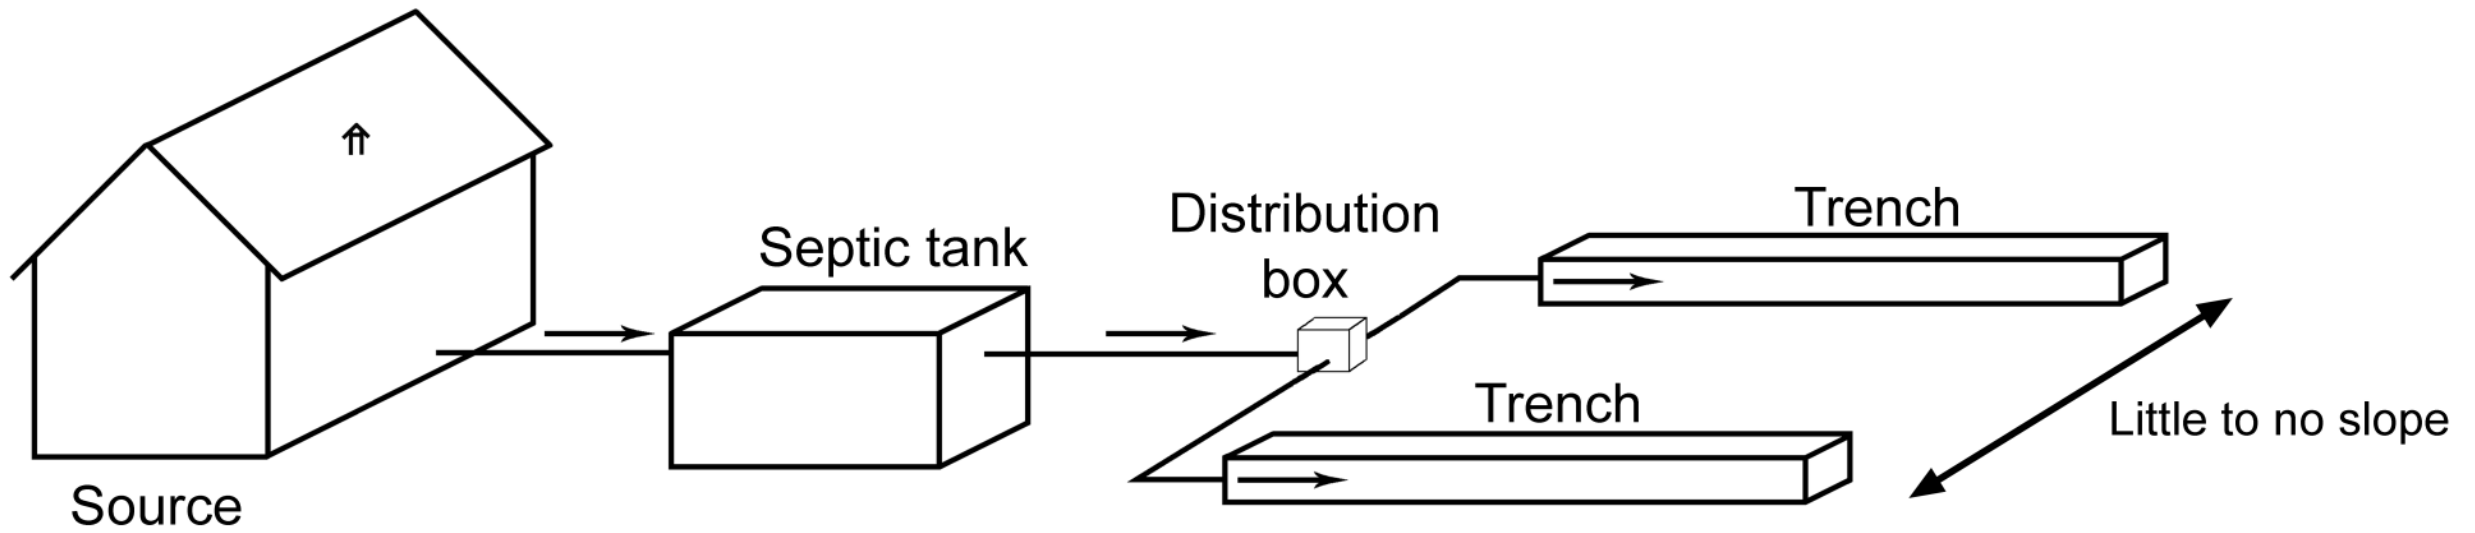 Distribution
box
Trench
Septic tank
Trench
Little to no slope
Source